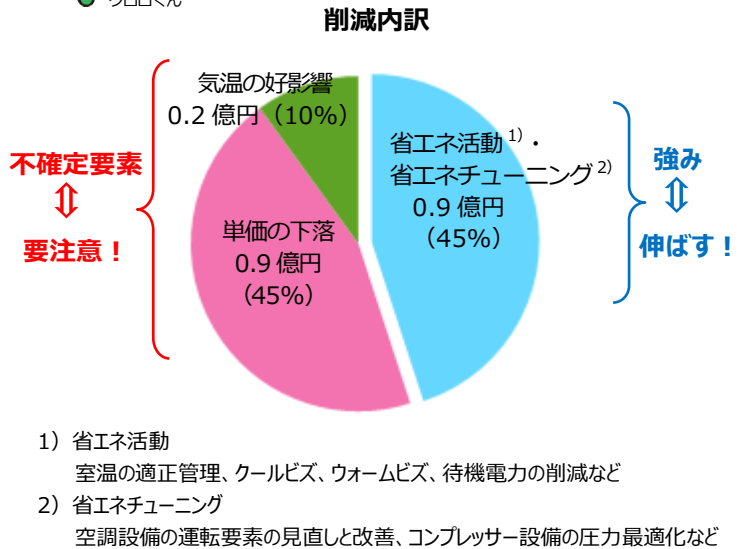 削減内訳
気温の好影響
0.2 億円（10%）
省エネ活動1)・
省エネチューニング2)
0.9 億円
（45%）
単価の下落
0.9 億円
（45%）
不確定要素
⇕
要注意！
強み
⇕
伸ばす！
1）省エネ活動
室温の適正管理、クールビズ、ウォームビズ、待機電力の削減など
2）省エネチューニング
空調設備の運転要素の見直しと改善、コンプレッサー設備の圧力最適化など